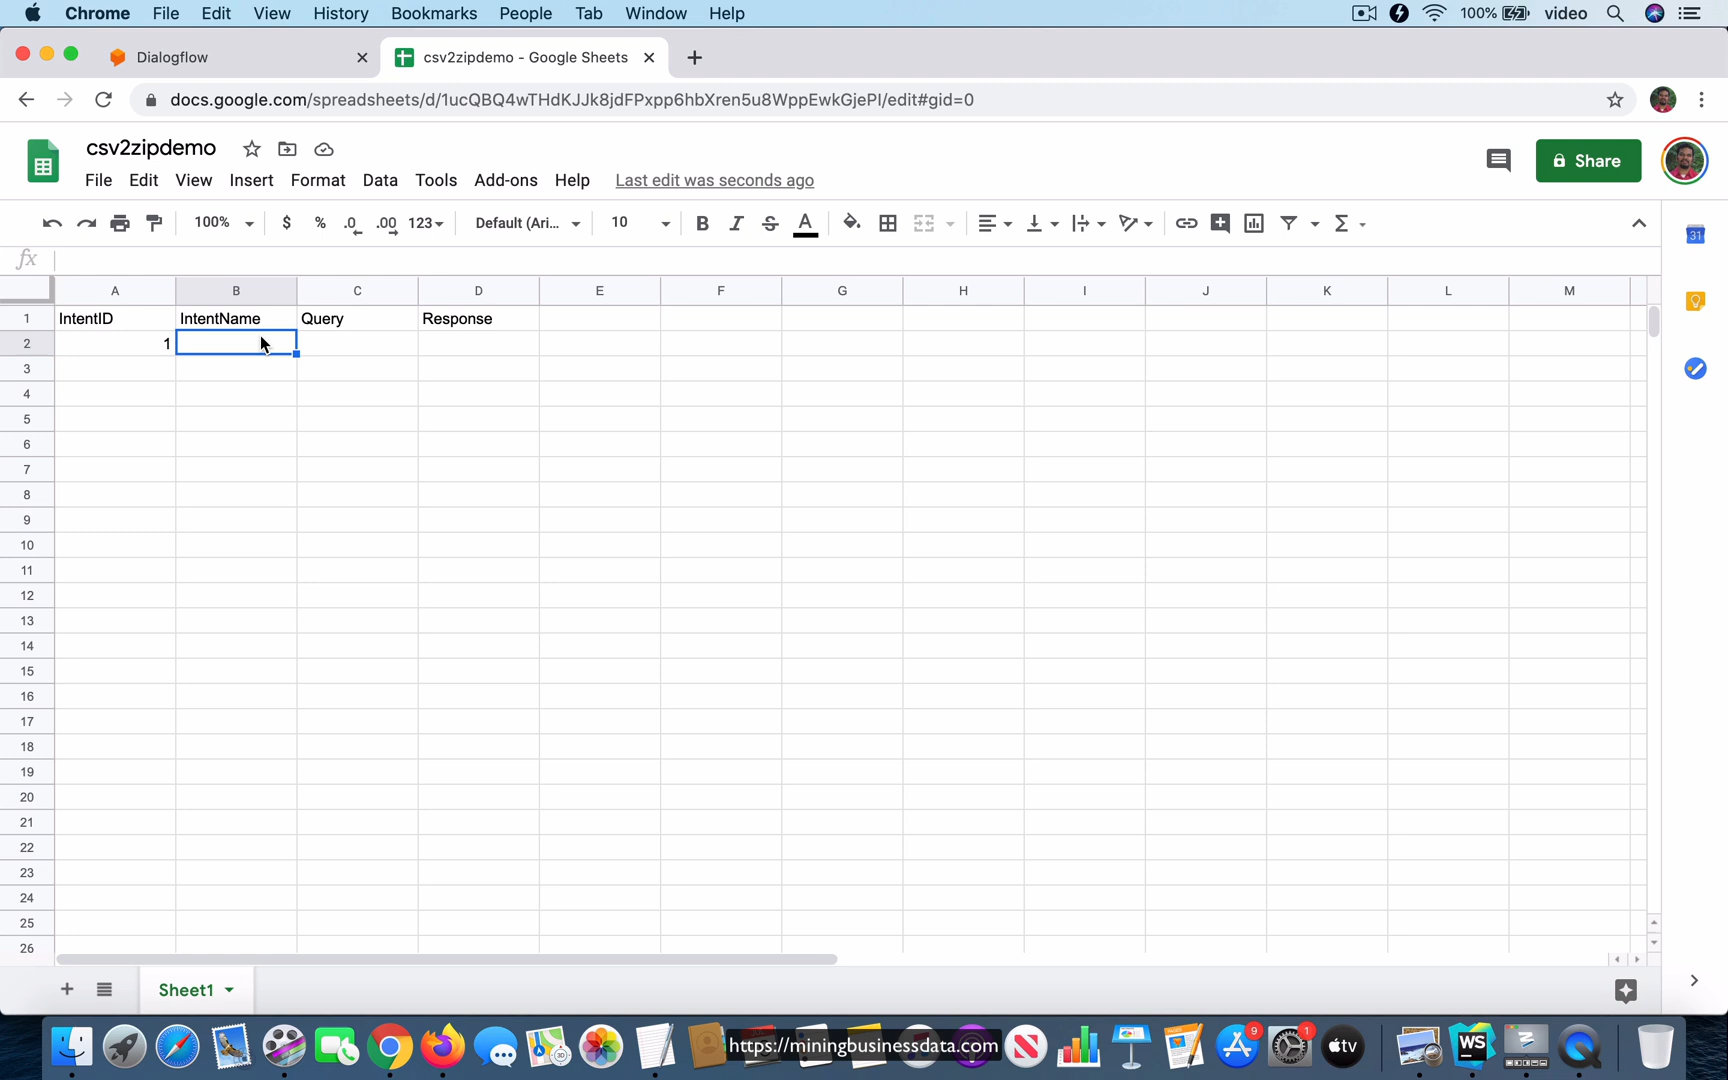 Chrome File Edit View History Bookmarks People Tab Window Help 100% video
Dialogflow csv2zipdemo - Google Sheets
docs.google.com/spreadsheets/d/1ucQBQ4wTHdKJJk8jdFPxpp6hbXren5u8WppEwkGjePI/edit#gid=0
csv2zipdemo
Share
File Edit View Insert Format Data Tools Add-ons Help Last edit was seconds ago
100% $ % .0 .00 123 Default (Ari... 10 B I S A Σ
31
fx
A B C D E F G H I J K L M
1 IntentID IntentName Query Response
2 1
3
4
5
6
7
8
9
10
11
12
13
14
15
16
17
18
19
20
21
22
23
24
25
26
+ Sheet1
9 1
https://miningbusinessdata.com tv WS